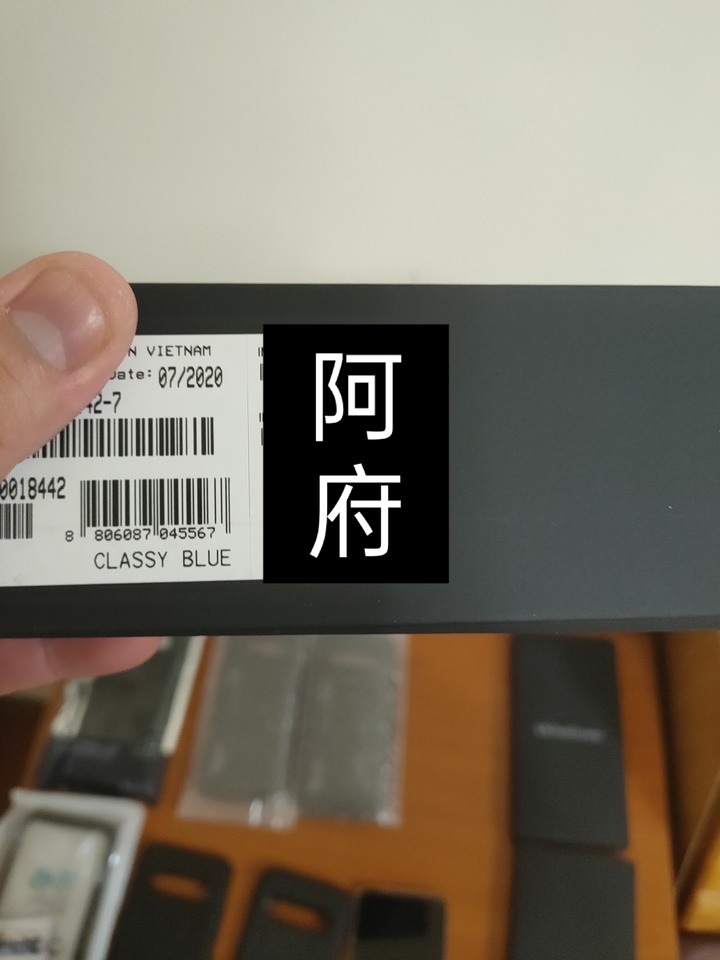 N VIETNAM
Date: 07/2020
42-7
0018442
8 806087 045567
CLASSY BLUE
阿
府